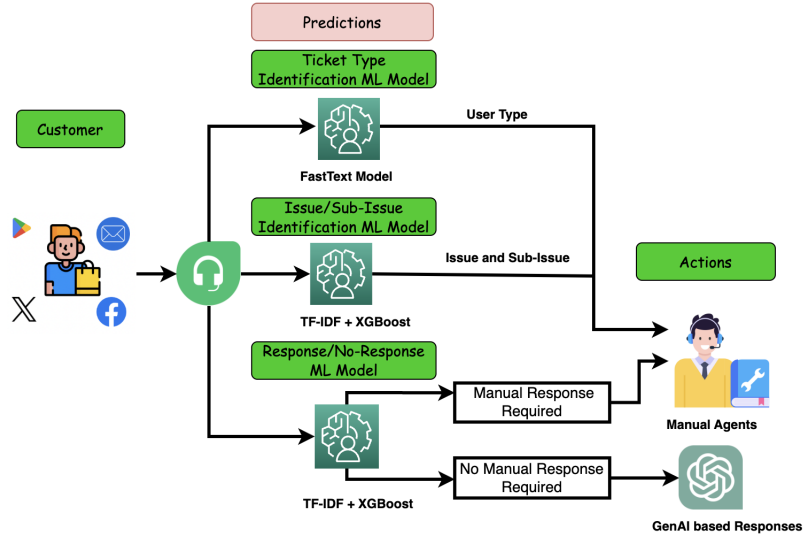 Predictions
Ticket Type
Identification ML Model
User Type
Customer
FastText Model
Issue/Sub-Issue
Identification ML Model
Issue and Sub-Issue
Actions
TF-IDF + XGBoost
Response/No-Response
ML Model
Manual Response
Required
Manual Agents
No Manual Response
Required
TF-IDF + XGBoost
GenAI based Responses